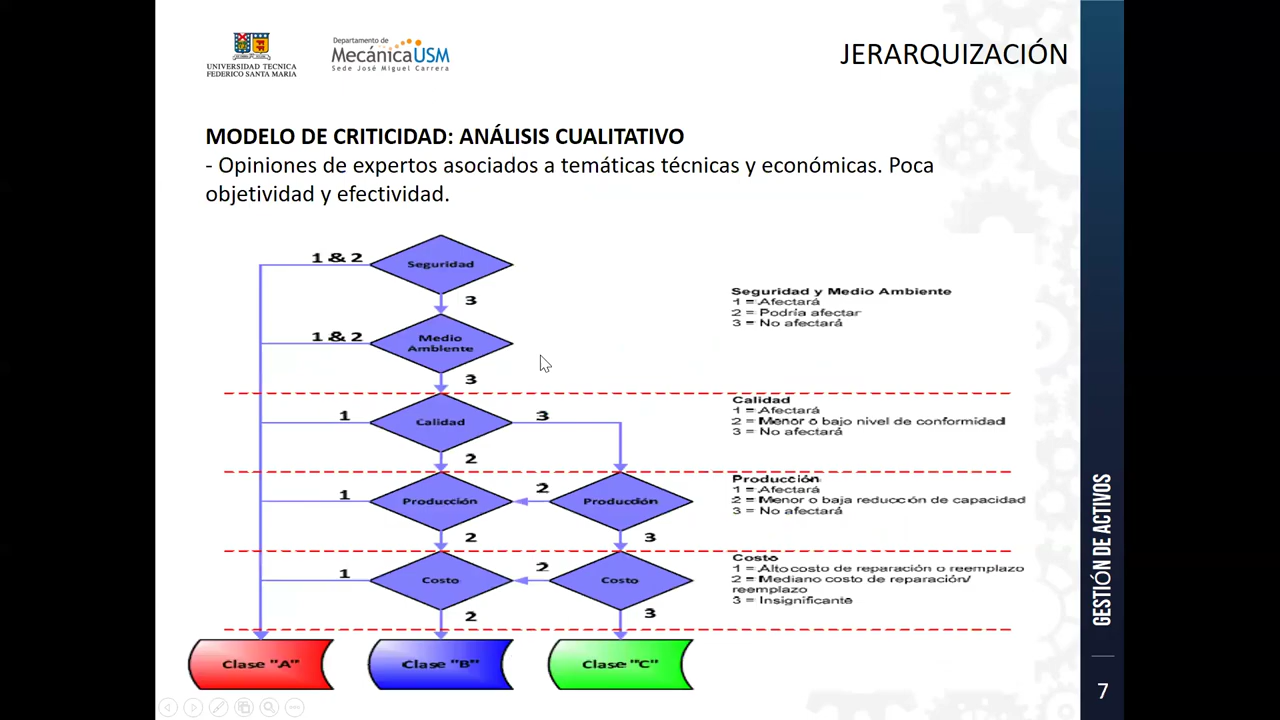 UNIVERSIDAD TECNICA
FEDERICO SANTA MARIA
Departamento de
MecánicaUSM
Sede José Miguel Carrera
JERARQUIZACIÓN
MODELO DE CRITICIDAD: ANÁLISIS CUALITATIVO
- Opiniones de expertos asociados a temáticas técnicas y económicas. Poca
objetividad y efectividad.
1 & 2
Seguridad
3
Seguridad y Medio Ambiente
1 = Afectará
2 = Podría afectar
3 = No afectará
1 & 2
Medio
Ambiente
3
1
Calidad
3
2
Calidad
1 = Afectará
2 = Menor o bajo nivel de conformidad
3 = No afectará
1
Producción
2
Producción
2
3
Producción
1 = Afectará
2 = Menor o baja reducción de capacidad
3 = No afectará
1
Costo
2
Costo
2
3
Costo
1 = Alto costo de reparación o reemplazo
2 = Mediano costo de reparación/
reemplazo
3 = Insignificante
Clase "A"
Clase "B"
Clase "C"
GESTIÓN DE ACTIVOS
7